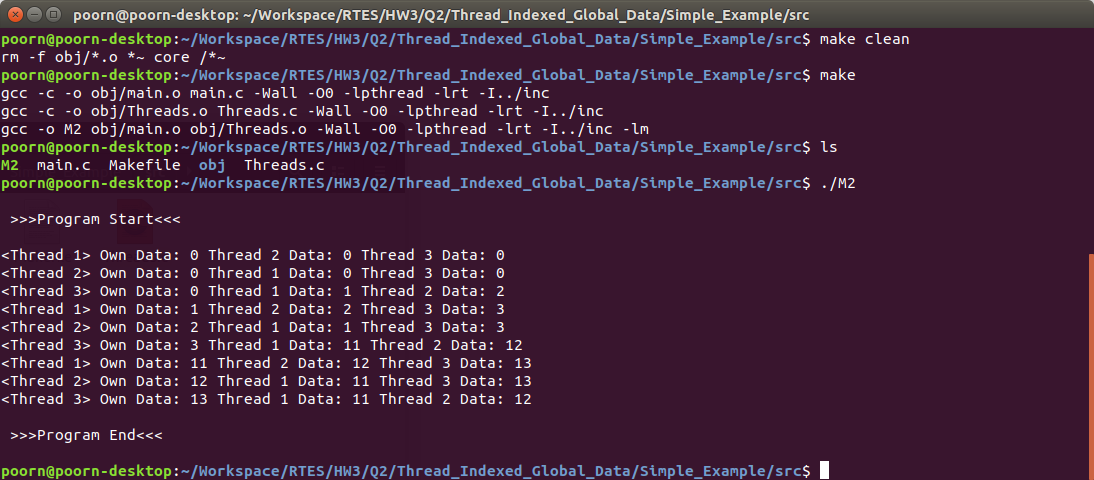 poorn@poorn-desktop: ~/Workspace/RTES/HW3/Q2/Thread_Indexed_Global_Data/Simple_Example/src
poorn@poorn-desktop:~/Workspace/RTES/HW3/Q2/Thread_Indexed_Global_Data/Simple_Example/src$ make clean
rm -f obj/*.o *~ core /*~
poorn@poorn-desktop:~/Workspace/RTES/HW3/Q2/Thread_Indexed_Global_Data/Simple_Example/src$ make
gcc -c -o obj/main.o main.c -Wall -O0 -lpthread -lrt -I../inc
gcc -c -o obj/Threads.o Threads.c -Wall -O0 -lpthread -lrt -I../inc
gcc -o M2 obj/main.o obj/Threads.o -Wall -O0 -lpthread -lrt -I../inc -lm
poorn@poorn-desktop:~/Workspace/RTES/HW3/Q2/Thread_Indexed_Global_Data/Simple_Example/src$ ls
M2  main.c  Makefile  obj  Threads.c
poorn@poorn-desktop:~/Workspace/RTES/HW3/Q2/Thread_Indexed_Global_Data/Simple_Example/src$ ./M2
>>>Program Start<<<
<Thread 1> Own Data: 0 Thread 2 Data: 0 Thread 3 Data: 0
<Thread 2> Own Data: 0 Thread 1 Data: 0 Thread 3 Data: 0
<Thread 3> Own Data: 0 Thread 1 Data: 1 Thread 2 Data: 2
<Thread 1> Own Data: 1 Thread 2 Data: 2 Thread 3 Data: 3
<Thread 2> Own Data: 2 Thread 1 Data: 1 Thread 3 Data: 3
<Thread 3> Own Data: 3 Thread 1 Data: 11 Thread 2 Data: 12
<Thread 1> Own Data: 11 Thread 2 Data: 12 Thread 3 Data: 13
<Thread 2> Own Data: 12 Thread 1 Data: 11 Thread 3 Data: 13
<Thread 3> Own Data: 13 Thread 1 Data: 11 Thread 2 Data: 12
>>>Program End<<<
poorn@poorn-desktop:~/Workspace/RTES/HW3/Q2/Thread_Indexed_Global_Data/Simple_Example/src$